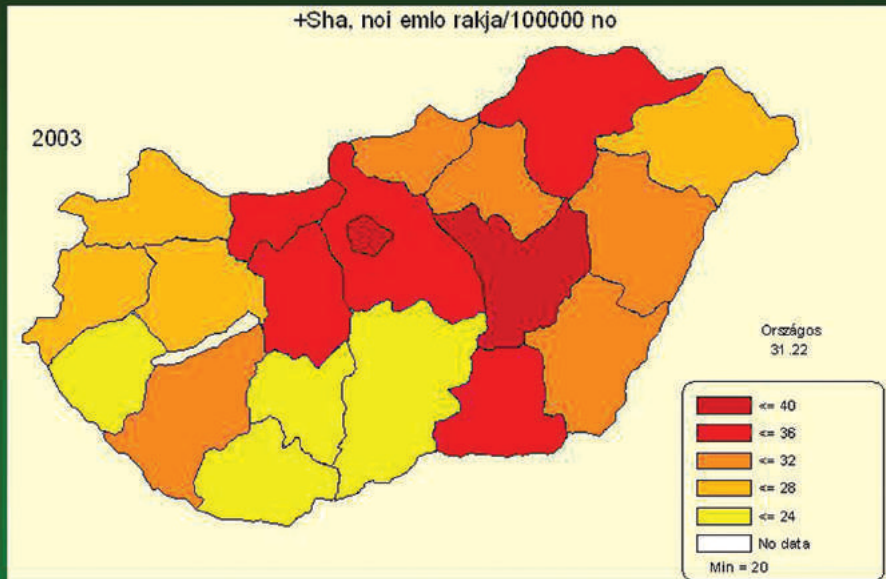 +Sha, noi emlo rakja/100000 no
2003
Országos
31.22
<= 40
<= 36
<= 32
<= 28
<= 24
No data
Min = 20